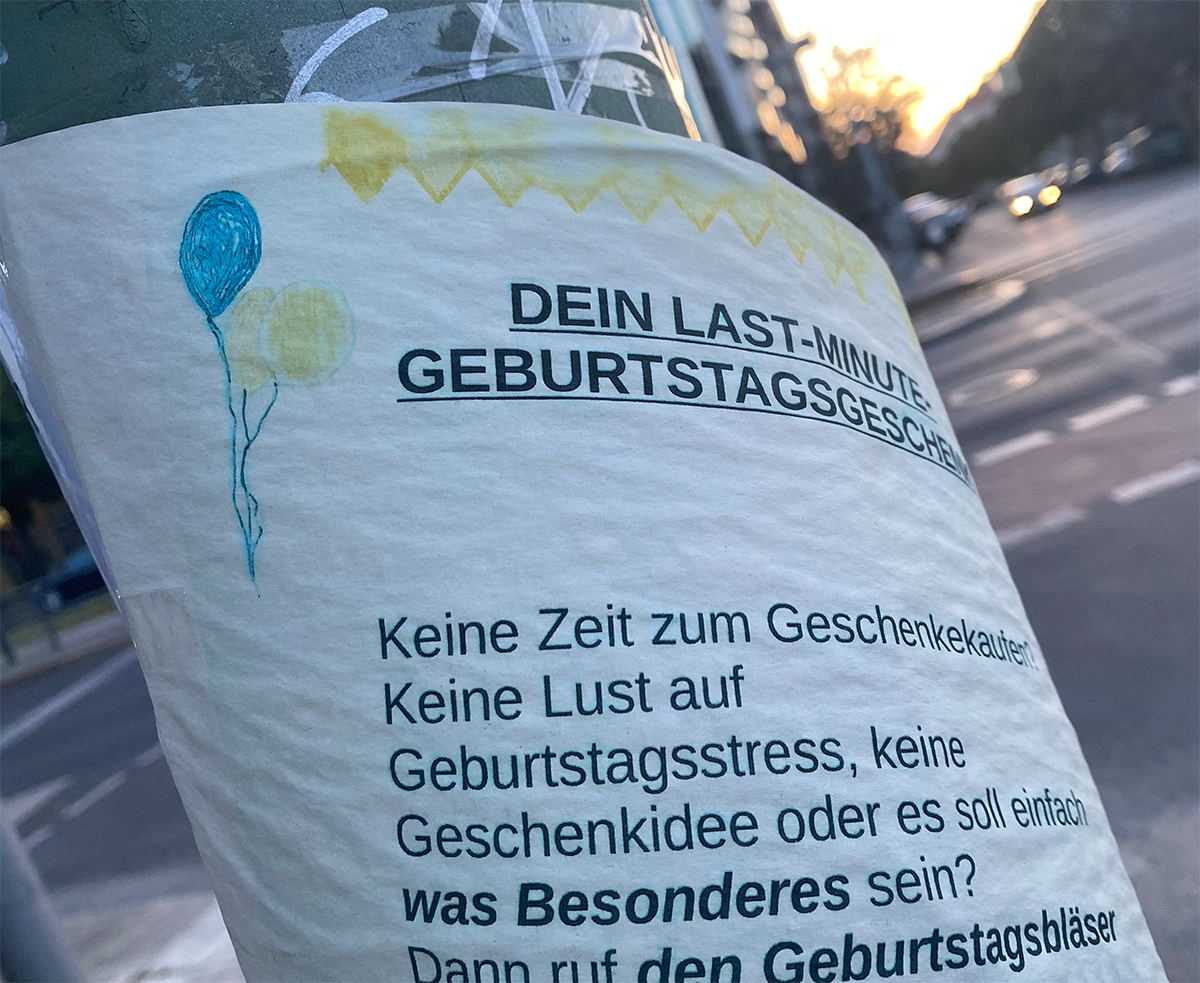 DEIN LAST-MINUTE-
GEBURTSTAGSGESCHENK
Keine Zeit zum Geschenkekaufen?
Keine Lust auf
Geburtstagsstress, keine
Geschenkidee oder es soll einfach
was Besonderes sein?
Dann ruf den Geburtstagsbläser